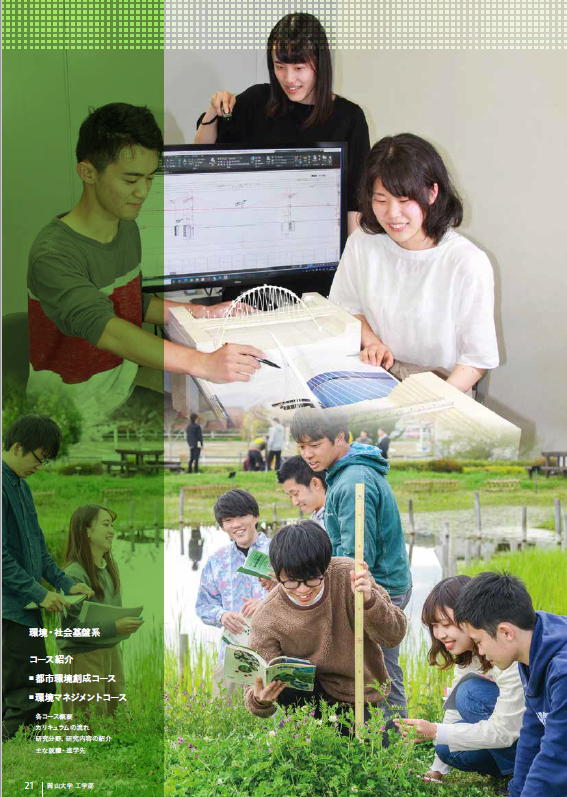 環境・社会基盤系
コース紹介
■都市環境創成コース
■環境マネジメントコース
各コース概要
カリキュラムの流れ
研究分野、研究内容の紹介
主な就職・進学先
21
岡山大学 工学部